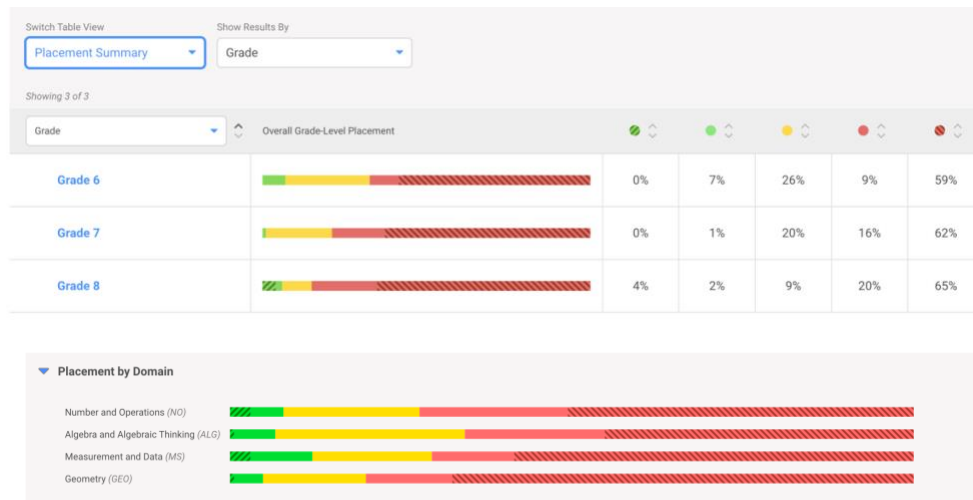 Switch Table View Show Results By
Placement Summary Grade
Showing 3 of 3
Grade Overall Grade-Level Placement
Grade 6 0% 7% 26% 9% 59%
Grade 7 0% 1% 20% 16% 62%
Grade 8 4% 2% 9% 20% 65%
Placement by Domain
Number and Operations (NO)
Algebra and Algebraic Thinking (ALG)
Measurement and Data (MS)
Geometry (GEO)